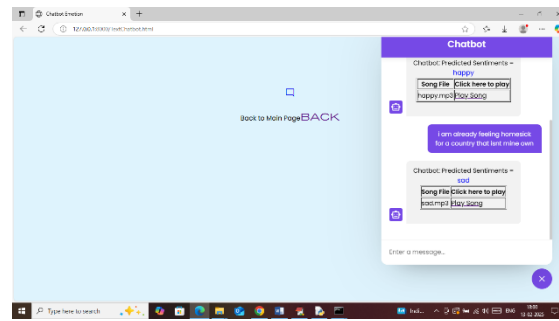 Chatbot Emotion
127.0.0.1:8000/TextChatbot.html
Back to Main Page BACK
Chatbot
Chatbot: Predicted Sentiments =
happy
Song File Click here to play
happy.mp3 Play Song
i am already feeling homesick
for a country that isnt mine own
Chatbot: Predicted Sentiments =
sad
Song File Click here to play
sad.mp3 Play Song
Enter a message...
Type here to search
Indi...
ENG